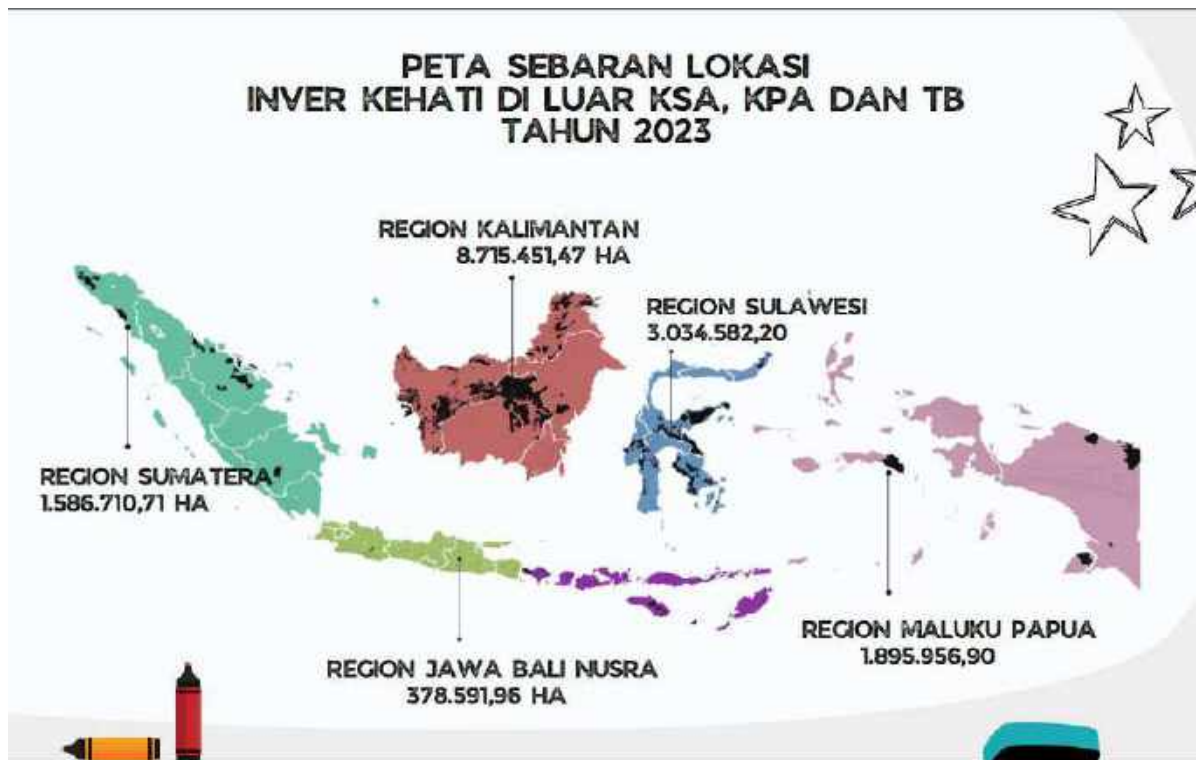 PETA SEBARAN LOKASI
INVER KEHATI DI LUAR KSA, KPA DAN TB
TAHUN 2023
REGION KALIMANTAN
8.715.451,47 HA
REGION SULAWESI
3.034.582,20
REGION SUMATERA
1.586.710,71 HA
REGION MALUKU PAPUA
1.895.956,90
REGION JAWA BALI NUSRA
378.591,96 HA